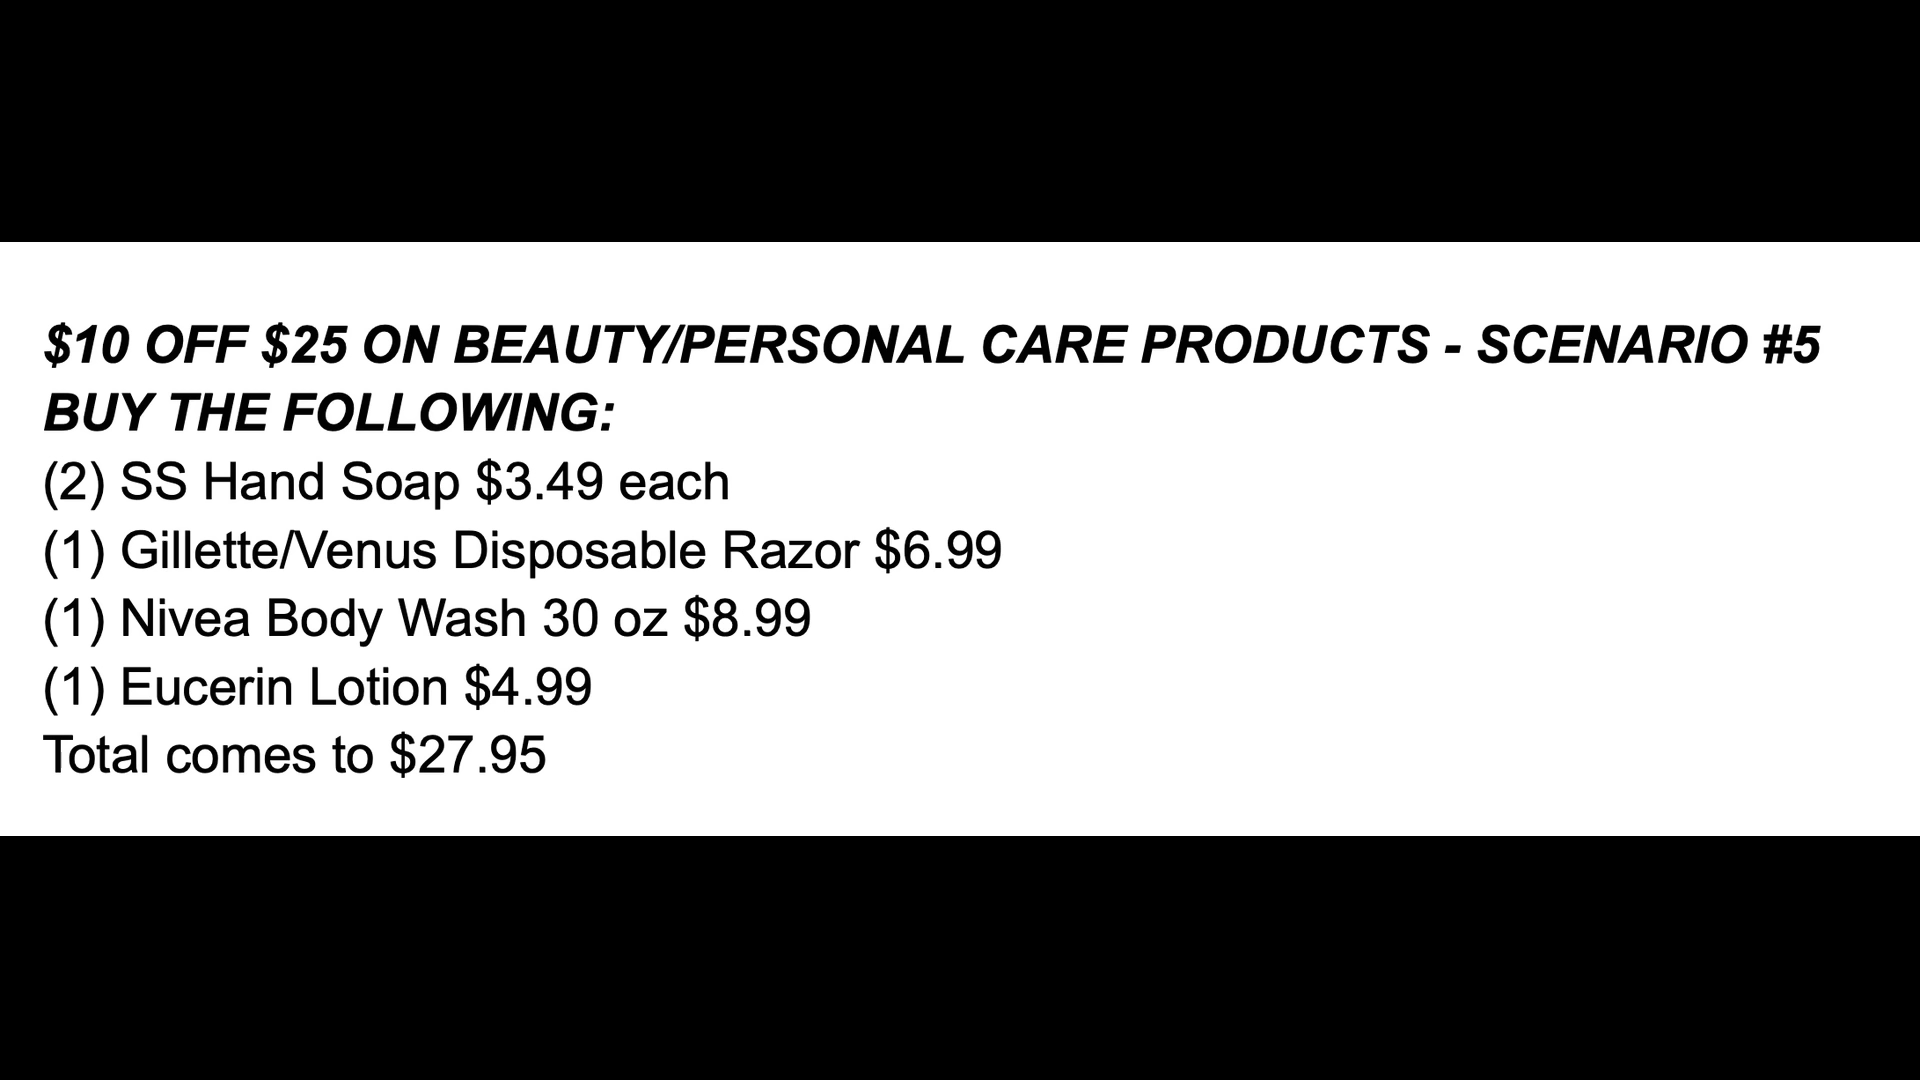 $10 OFF $25 ON BEAUTY/PERSONAL CARE PRODUCTS - SCENARIO #5
BUY THE FOLLOWING:
(2) SS Hand Soap $3.49 each
(1) Gillette/Venus Disposable Razor $6.99
(1) Nivea Body Wash 30 oz $8.99
(1) Eucerin Lotion $4.99
Total comes to $27.95